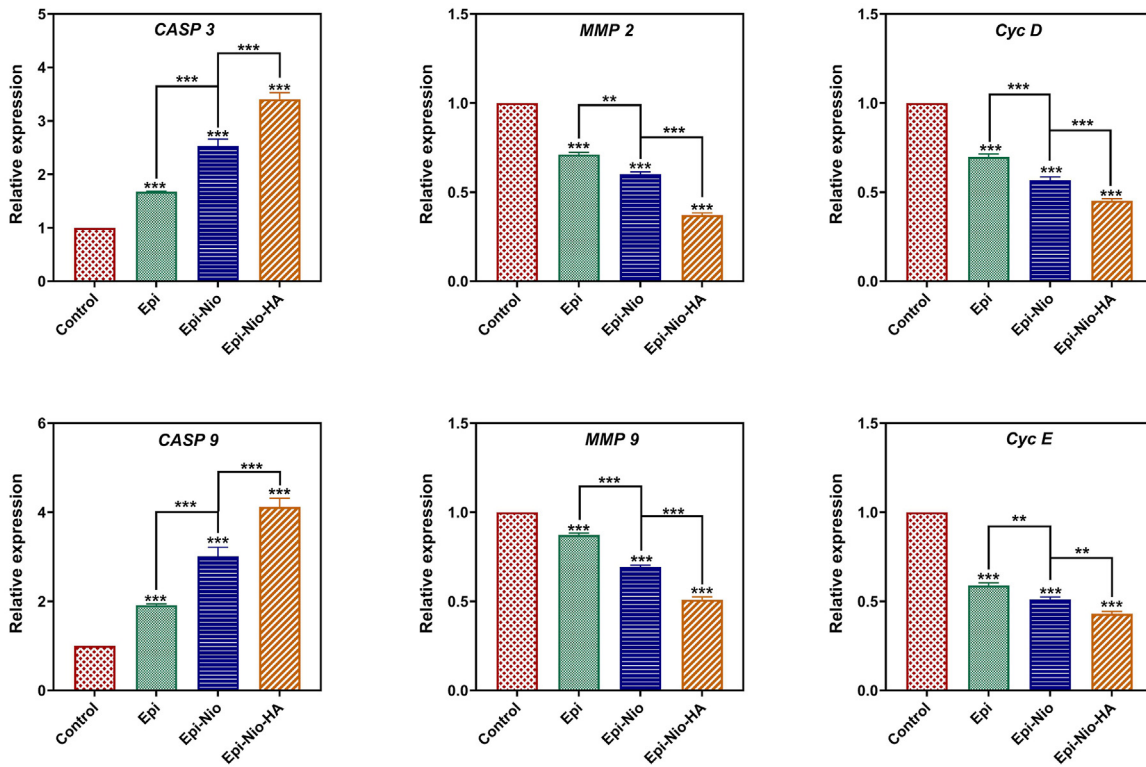 CASP 3
Relative expression
5
4
3
2
1
0
***
***
***
***
***
Control
Epi
Epi-Nio
Epi-Nio-HA
MMP 2
Relative expression
1.5
1.0
0.5
0.0
**
***
***
***
***
Control
Epi
Epi-Nio
Epi-Nio-HA
Cyc D
Relative expression
1.5
1.0
0.5
0.0
***
***
***
***
***
Control
Epi
Epi-Nio
Epi-Nio-HA
CASP 9
Relative expression
6
4
2
0
***
***
***
***
***
Control
Epi
Epi-Nio
Epi-Nio-HA
MMP 9
Relative expression
1.5
1.0
0.5
0.0
***
***
***
***
***
Control
Epi
Epi-Nio
Epi-Nio-HA
Cyc E
Relative expression
1.5
1.0
0.5
0.0
**
**
***
***
***
Control
Epi
Epi-Nio
Epi-Nio-HA